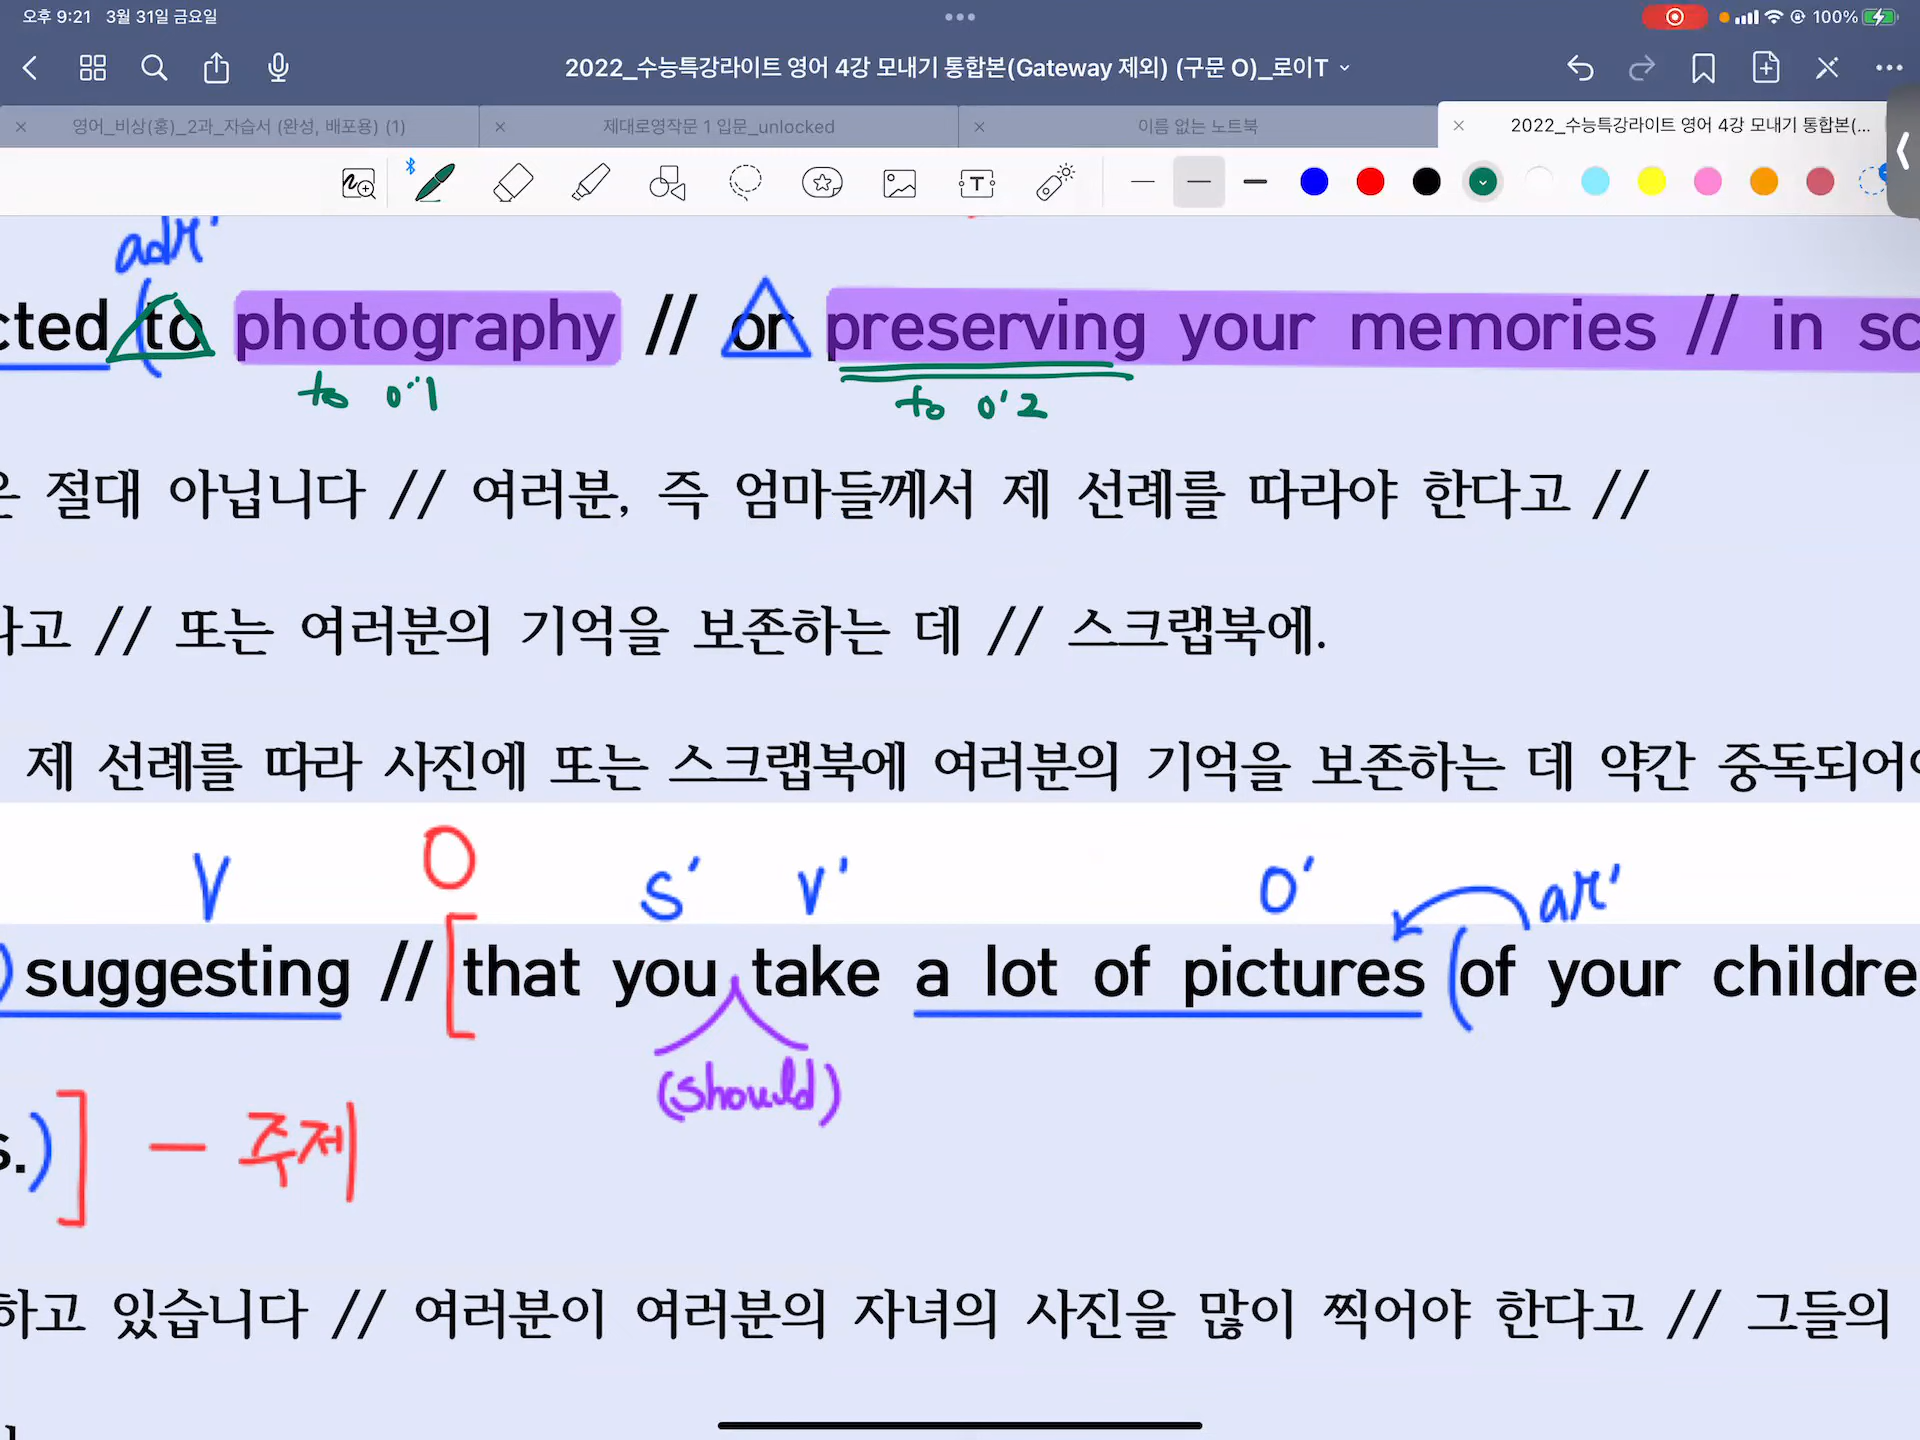 오후 9:21 3월 31일 금요일
100%
2022_수능특강라이트 영어 4강 모내기 통합본(Gateway 제외) (구문 O)_로이T
영어_비상(홍)_2과_자습서 (완성, 배포용) (1)
제대로영작문 1 입문_unlocked
이름 없는 노트북
2022_수능특강라이트 영어 4강 모내기 통합본(...
cted (to photography // or preserving your memories // in sc
to o'1 to o'2
은 절대 아닙니다 // 여러분, 즉 엄마들께서 제 선례를 따라야 한다고 //
라고 // 또는 여러분의 기억을 보존하는 데 // 스크랩북에.
제 선례를 따라 사진에 또는 스크랩북에 여러분의 기억을 보존하는 데 약간 중독되어야
V O S' V' O'
) suggesting // [that you take a lot of pictures (of your childre
(should)
s.)] - 주제
하고 있습니다 // 여러분이 여러분의 자녀의 사진을 많이 찍어야 한다고 // 그들의